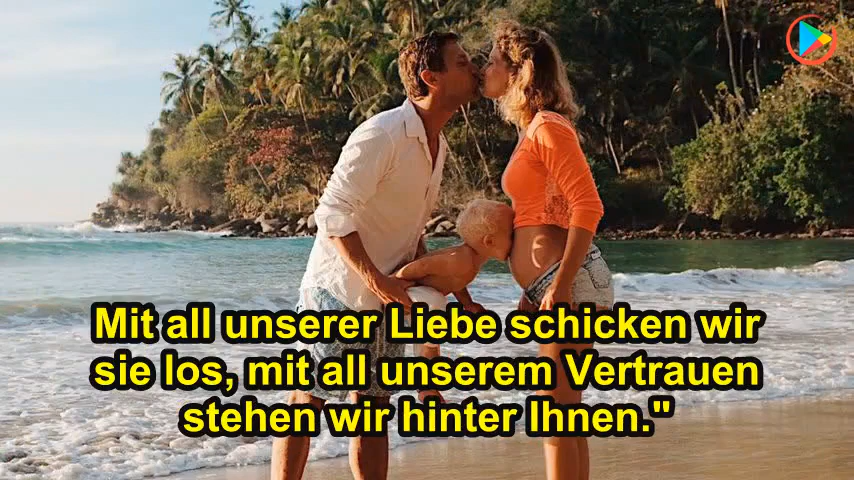 Mit all unserer Liebe schicken wir
sie los, mit all unserem Vertrauen
stehen wir hinter Ihnen."